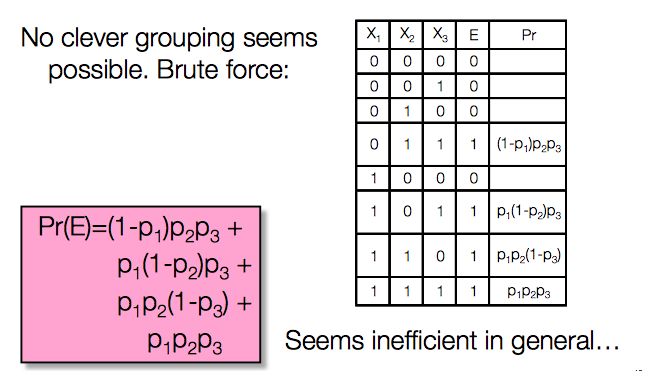 No clever grouping seems
possible. Brute force:
X₁ X₂ X₃ E Pr
0 0 0 0
0 0 1 0
0 1 0 0
0 1 1 1 (1-p₁)p₂p₃
1 0 0 0
1 0 1 1 p₁(1-p₂)p₃
1 1 0 1 p₁p₂(1-p₃)
1 1 1 1 p₁p₂p₃
Pr(E)=(1-p₁)p₂p₃ +
p₁(1-p₂)p₃ +
p₁p₂(1-p₃) +
p₁p₂p₃
Seems inefficient in general…